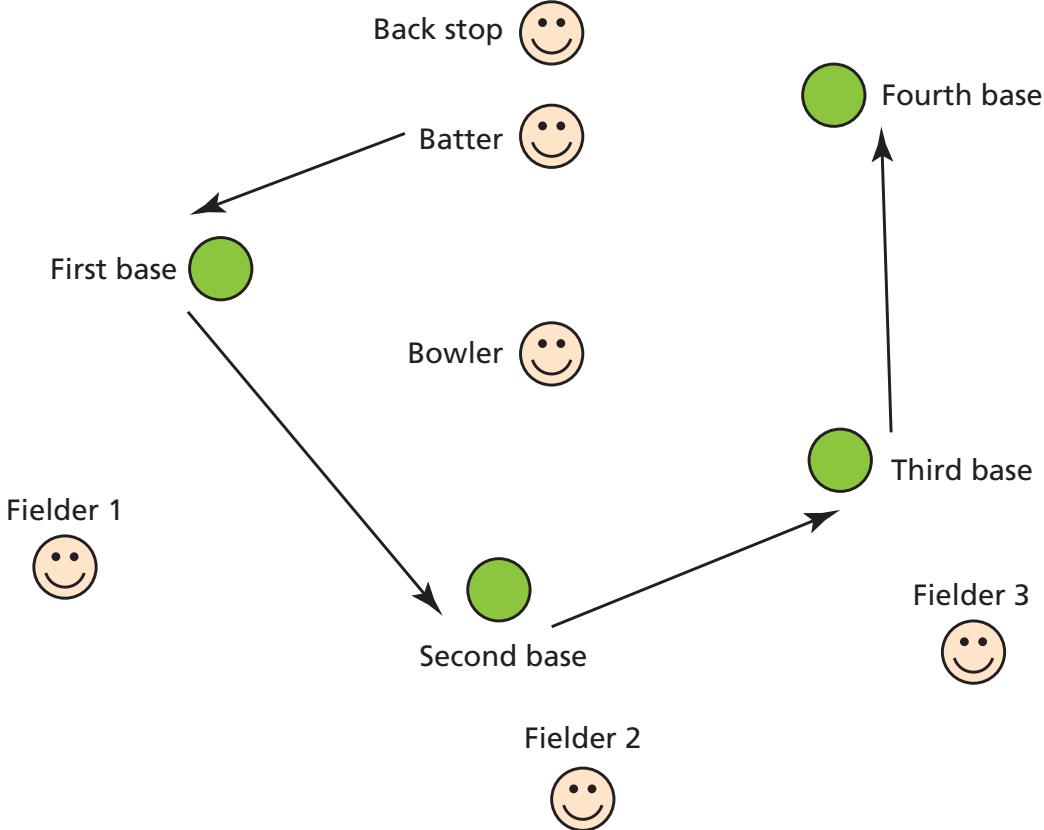 Back stop
Fourth base
Batter
First base
Bowler
Third base
Fielder 1
Fielder 3
Second base
Fielder 2